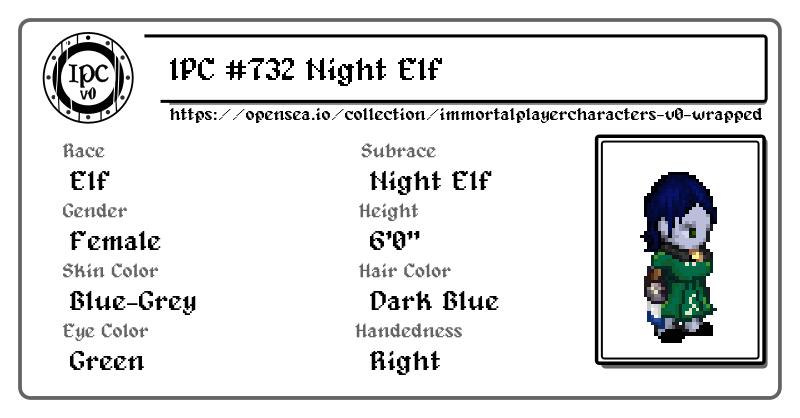 IPC
v0
IPC #732 Night Elf
https://opensea.io/collection/immortalplayercharacters-v0-wrapped
Race
Elf
Subrace
Night Elf
Gender
Female
Height
6'0"
Skin Color
Blue-Grey
Hair Color
Dark Blue
Eye Color
Green
Handedness
Right